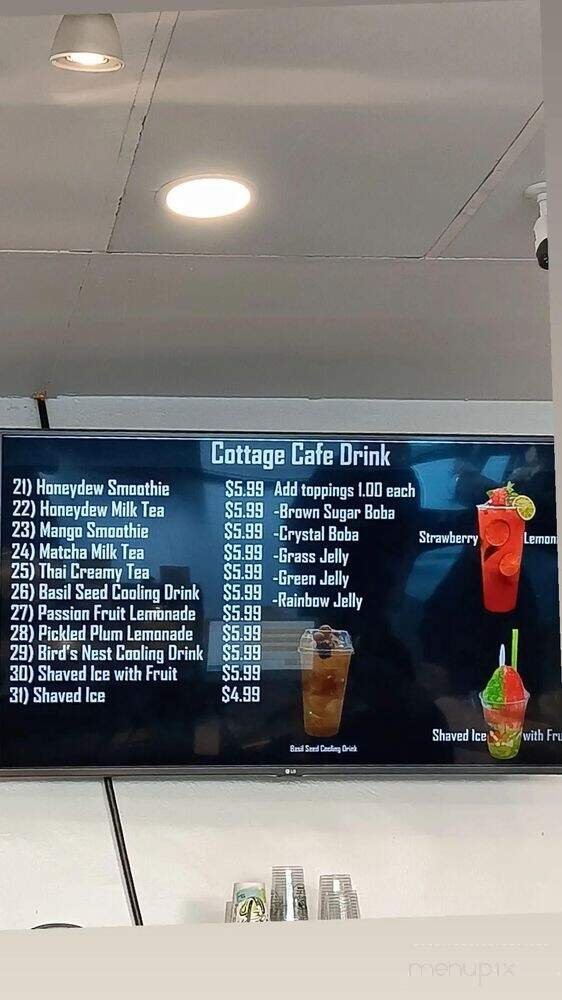 Cottage Cafe Drink
21) Honeydew Smoothie $5.99
22) Honeydew Milk Tea $5.99
23) Mango Smoothie $5.99
24) Matcha Milk Tea $5.99
25) Thai Creamy Tea $5.99
26) Basil Seed Cooling Drink $5.99
27) Passion Fruit Lemonade $5.99
28) Pickled Plum Lemonade $5.99
29) Bird's Nest Cooling Drink $5.99
30) Shaved Ice with Fruit $5.99
31) Shaved Ice $4.99
Add toppings 1.00 each
-Brown Sugar Boba
-Crystal Boba
-Grass Jelly
-Green Jelly
-Rainbow Jelly
Basil Seed Cooling Drink
Strawberry Lemon
Shaved Ice with Fru
LG
menupix